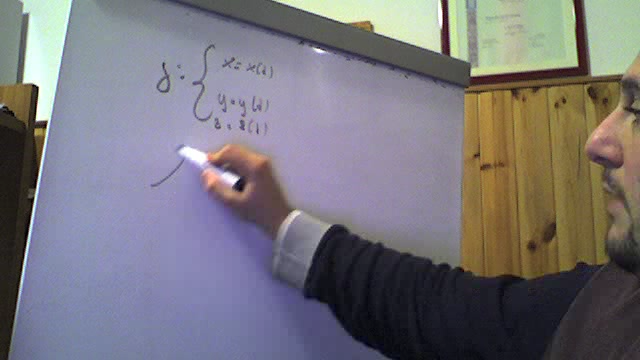 γ: { x = x(t)
y = y(t)
z = z(t)